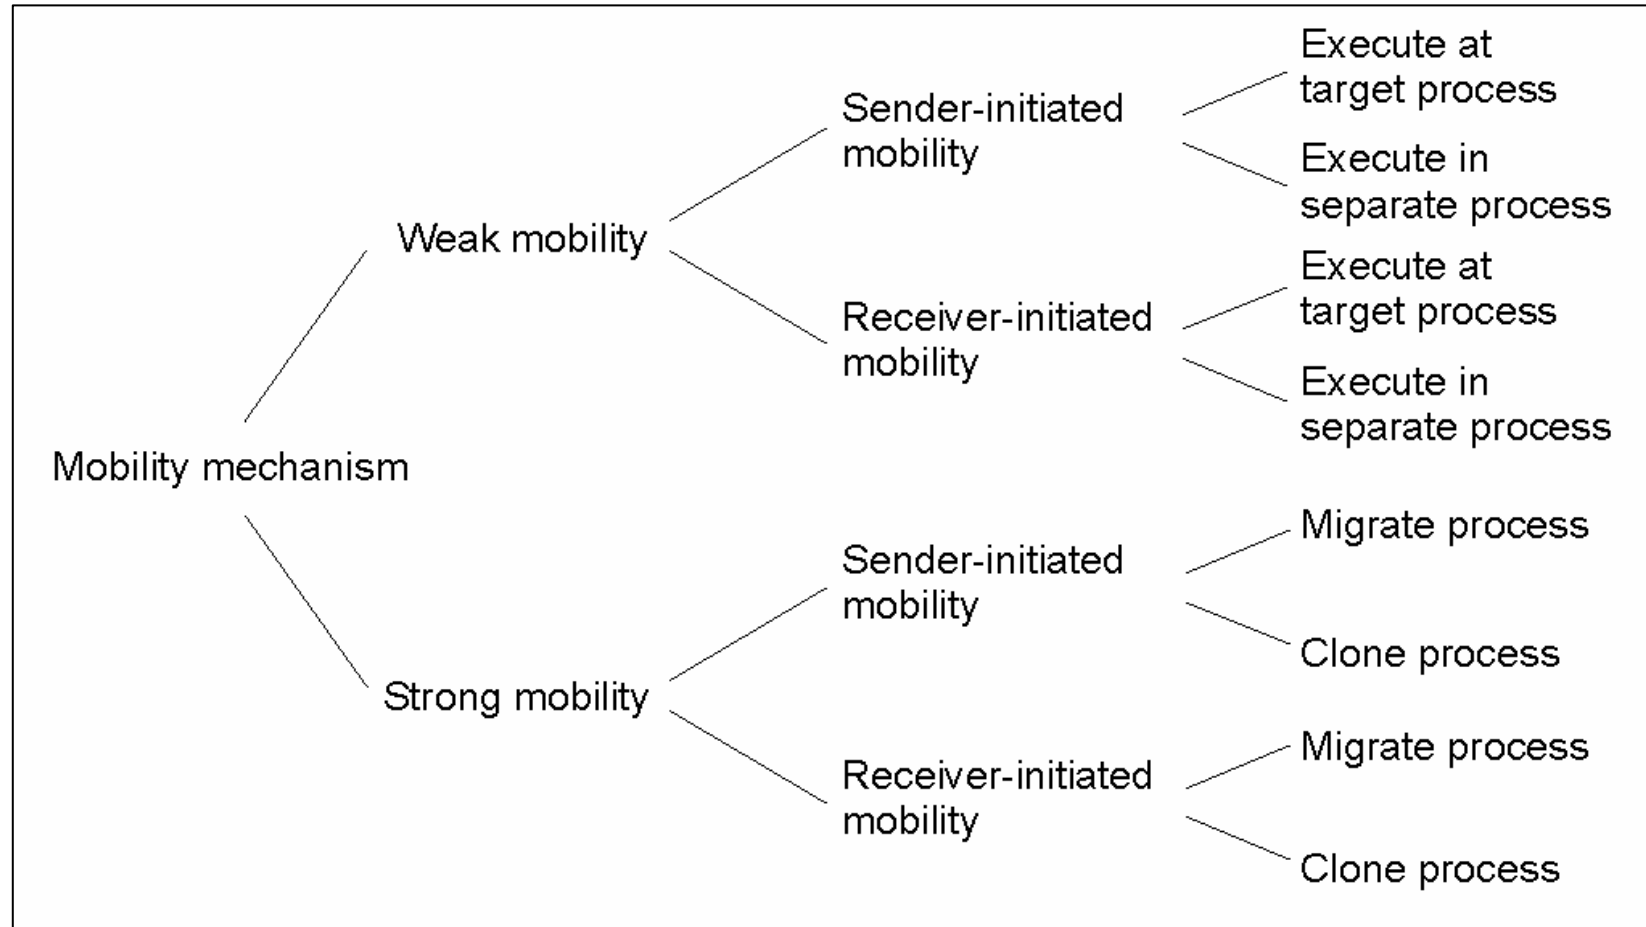 Mobility mechanism
Weak mobility
Sender-initiated
mobility
Execute at
target process
Execute in
separate process
Receiver-initiated
mobility
Execute at
target process
Execute in
separate process
Strong mobility
Sender-initiated
mobility
Migrate process
Clone process
Receiver-initiated
mobility
Migrate process
Clone process